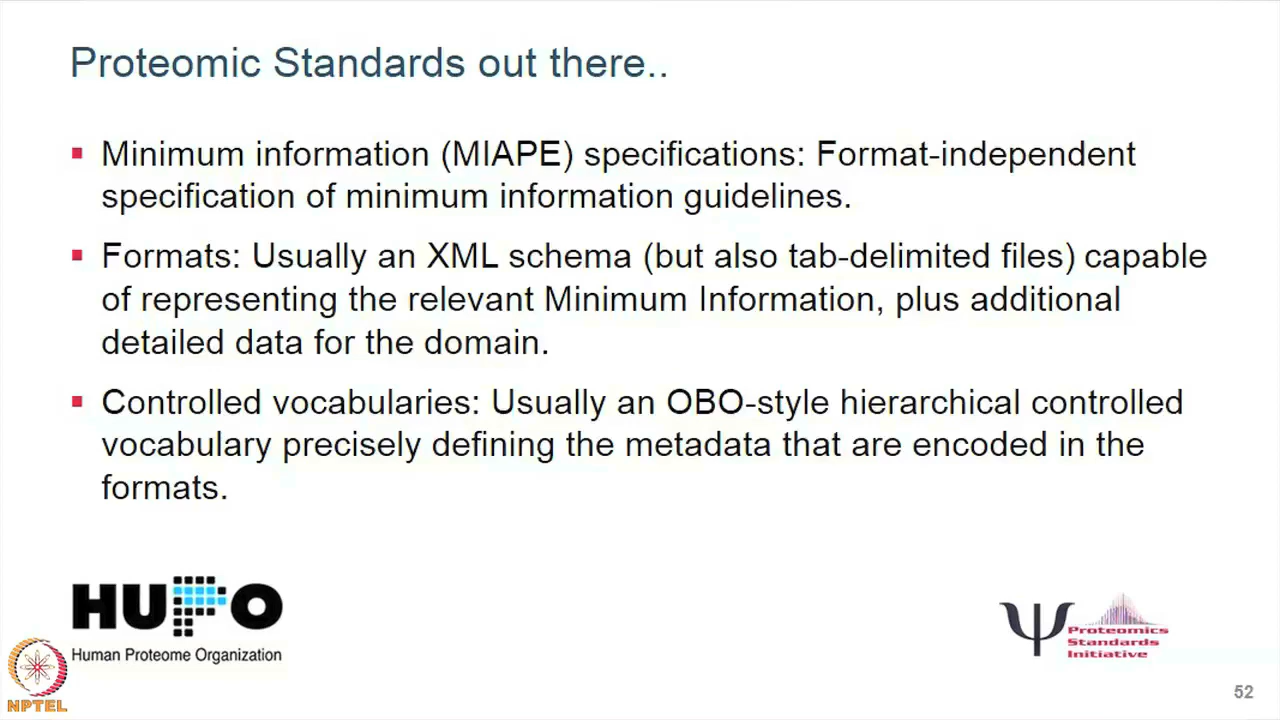 Proteomic Standards out there..
Minimum information (MIAPE) specifications: Format-independent
specification of minimum information guidelines.
Formats: Usually an XML schema (but also tab-delimited files) capable
of representing the relevant Minimum Information, plus additional
detailed data for the domain.
Controlled vocabularies: Usually an OBO-style hierarchical controlled
vocabulary precisely defining the metadata that are encoded in the
formats.
HUPO
Human Proteome Organization
Ψ Proteomics
Standards
Initiative
NPTEL
52